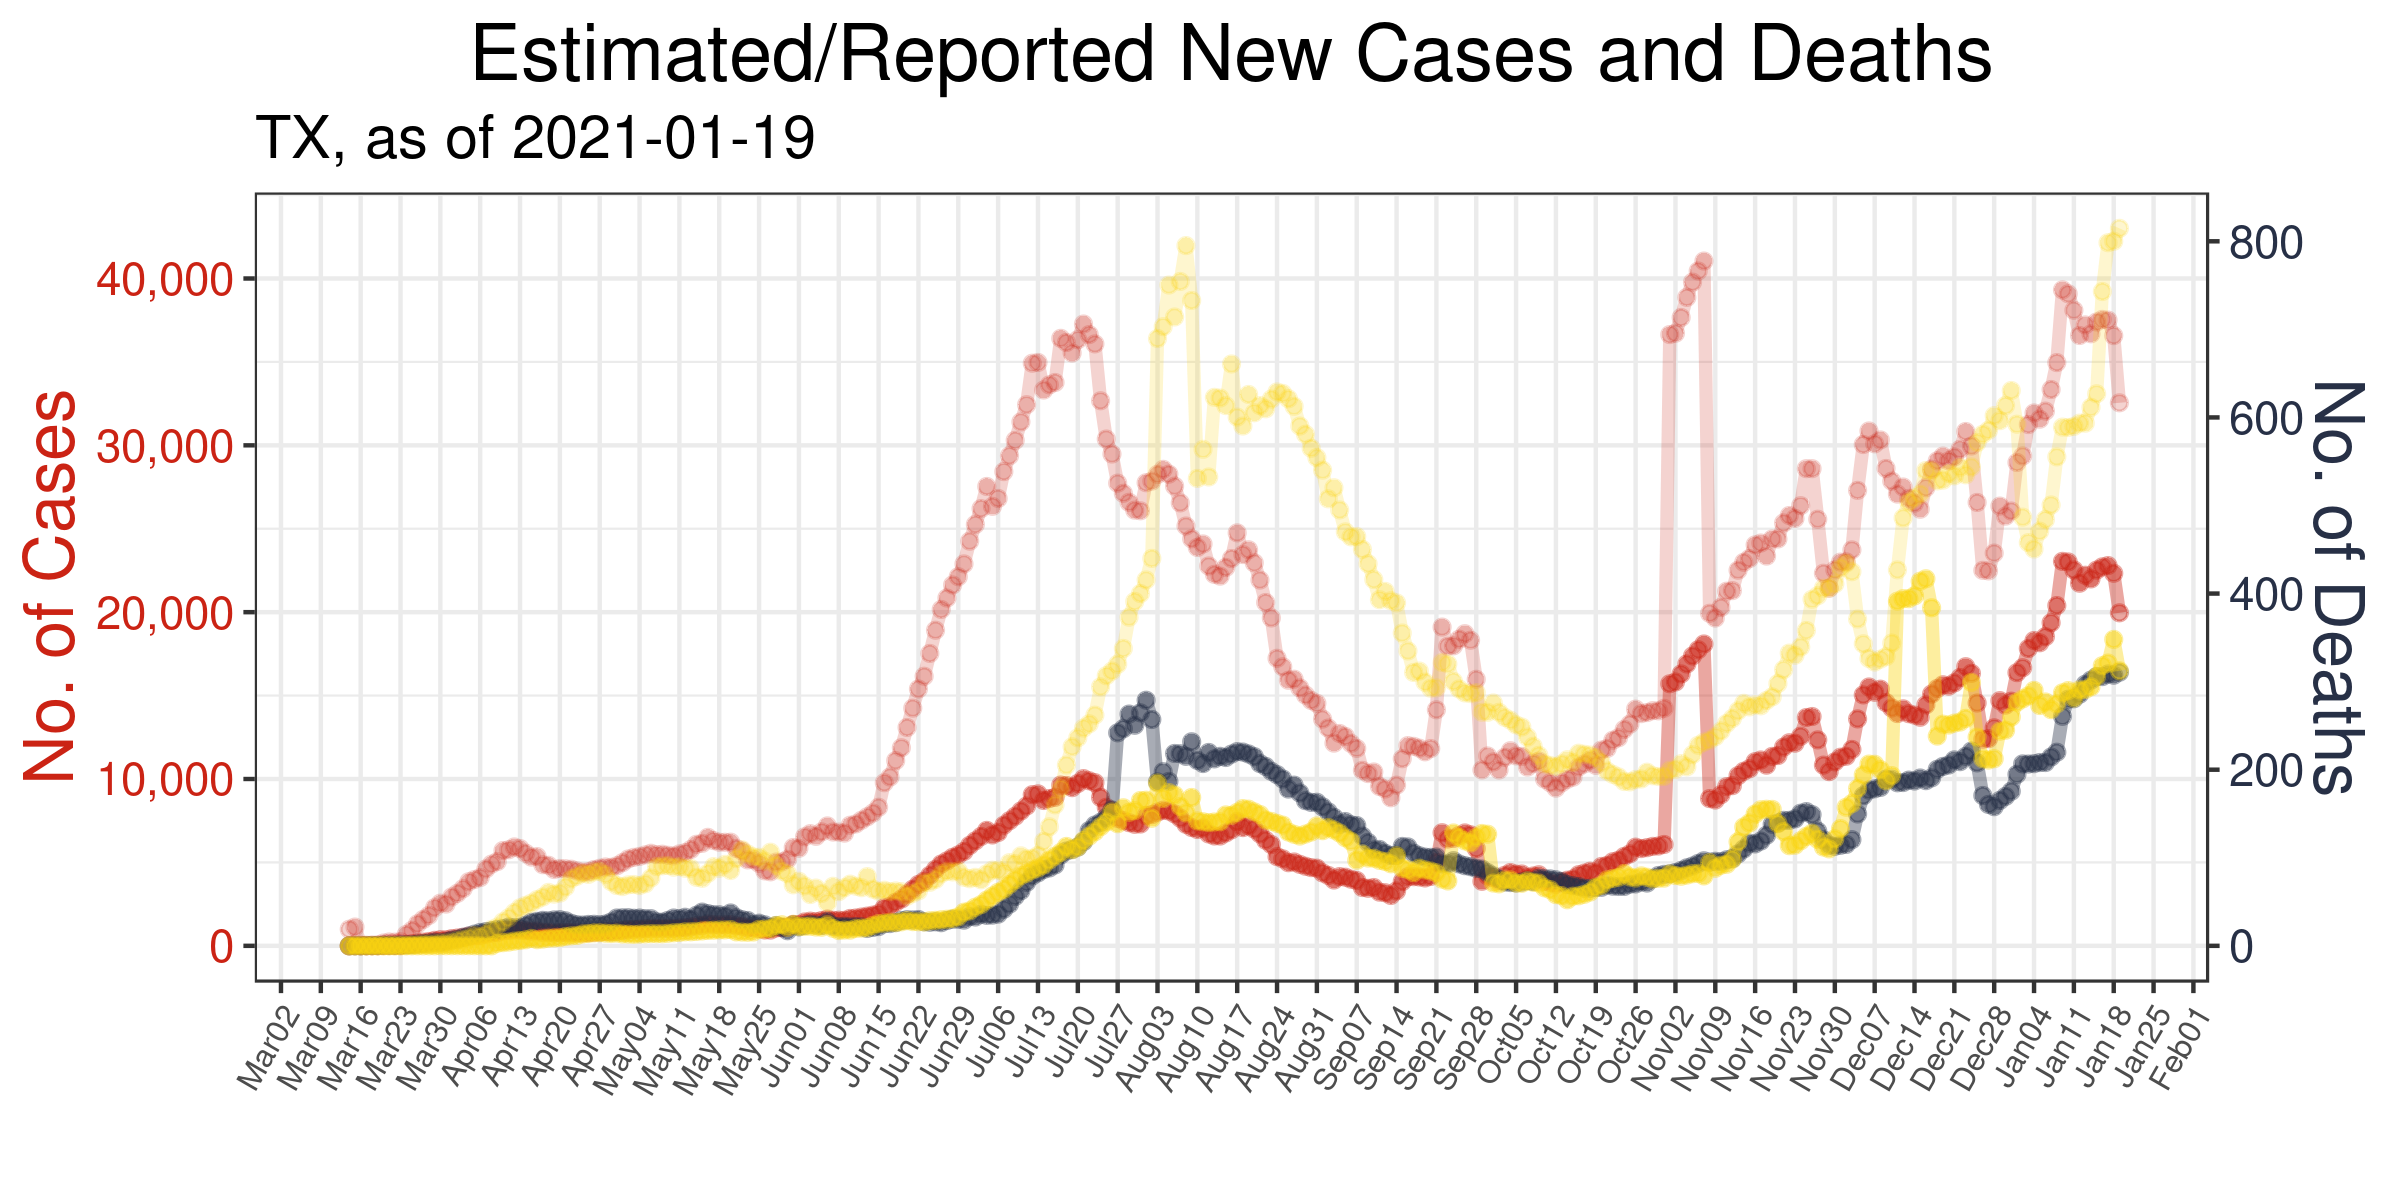 Estimated/Reported New Cases and Deaths
TX, as of 2021-01-19
No. of Cases
40,000
30,000
20,000
10,000
0
800
600
400
200
0
No. of Deaths
Mar02
Mar09
Mar16
Mar23
Mar30
Apr06
Apr13
Apr20
Apr27
May04
May11
May18
May25
Jun01
Jun08
Jun15
Jun22
Jun29
Jul06
Jul13
Jul20
Jul27
Aug03
Aug10
Aug17
Aug24
Aug31
Sep07
Sep14
Sep21
Sep28
Oct05
Oct12
Oct19
Oct26
Nov02
Nov09
Nov16
Nov23
Nov30
Dec07
Dec14
Dec21
Dec28
Jan04
Jan11
Jan18
Jan25
Feb01